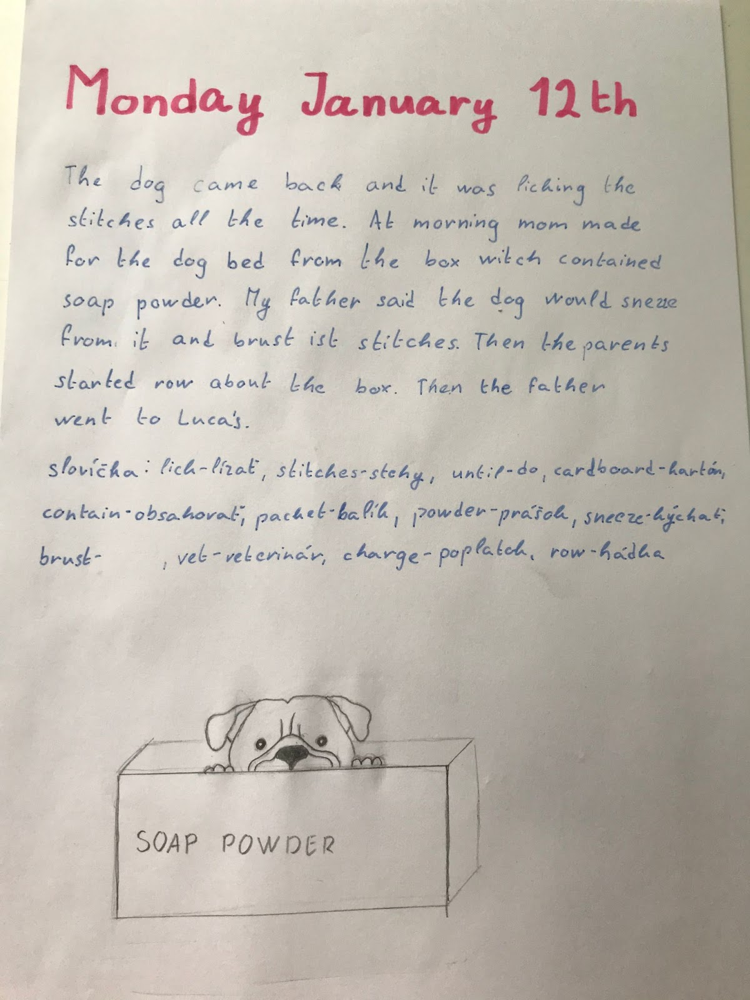 Monday January 12th
The dog came back and it was liching the
stitches all the time. At morning mom made
for the dog bed from the box witch contained
soap powder. My father said the dog would sneeze
from it and brust ist stitches. Then the parents
started row about the box. Then the father
went to Luca's.
slovíčka: lich-lízať, stitches-stehy, until-do, cardboard-kartón,
contain-obsahovať, pachet-balík, powder-prášok, sneeze-kýchať,
brust- , vet-veterinár, charge-poplatok, row-hádka
SOAP POWDER